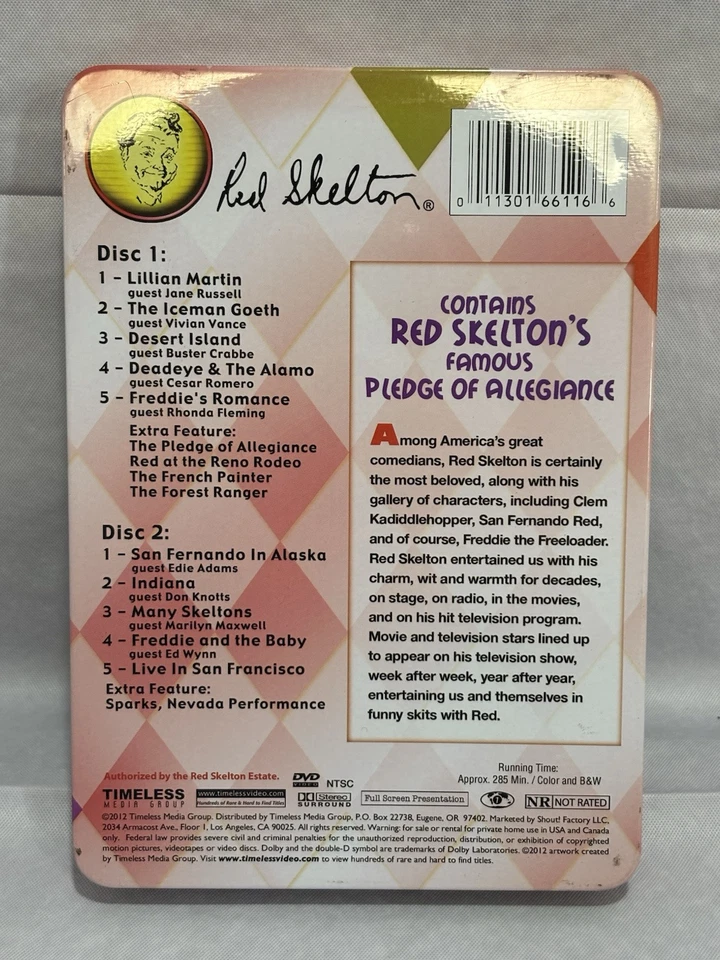 Red Skelton®
0 11301 66116 6
Disc 1:
1 – Lillian Martin
guest Jane Russell
2 – The Iceman Goeth
guest Vivian Vance
3 – Desert Island
guest Buster Crabbe
4 – Deadeye & The Alamo
guest Cesar Romero
5 – Freddie's Romance
guest Rhonda Fleming
Extra Feature:
The Pledge of Allegiance
Red at the Reno Rodeo
The French Painter
The Forest Ranger
Disc 2:
1 – San Fernando In Alaska
guest Edie Adams
2 – Indiana
guest Don Knotts
3 – Many Skeltons
guest Marilyn Maxwell
4 – Freddie and the Baby
guest Ed Wynn
5 – Live In San Francisco
Extra Feature:
Sparks, Nevada Performance
CONTAINS
RED SKELTON'S
FAMOUS
PLEDGE OF ALLEGIANCE
Among America's great
comedians, Red Skelton is certainly
the most beloved, along with his
gallery of characters, including Clem
Kadiddlehopper, San Fernando Red,
and of course, Freddie the Freeloader.
Red Skelton entertained us with his
charm, wit and warmth for decades,
on stage, on radio, in the movies,
and on his hit television program.
Movie and television stars lined up
to appear on his television show,
week after week, year after year,
entertaining us and themselves in
funny skits with Red.
Running Time:
Approx. 285 Min. / Color and B&W
Authorized by the Red Skelton Estate.
DVD VIDEO
NTSC
TIMELESS
MEDIA GROUP
www.timelessvideo.com
Hundreds of Rare & Hard to Find Titles
Stereo
SURROUND
Full Screen Presentation
NR NOT RATED
©2012 Timeless Media Group. Distributed by Timeless Media Group, P.O. Box 22738, Eugene, OR 97402. Marketed by Shout! Factory LLC,
2034 Armacost Ave., Floor 1, Los Angeles, CA 90025. All rights reserved. Warning: for sale or rental for private home use in USA and Canada
only. Federal law provides severe civil and criminal penalties for the unauthorized reproduction, distribution, or exhibition of copyrighted
motion pictures, videotapes or video discs. Dolby and the double-D symbol are trademarks of Dolby Laboratories. ©2012 artwork created
by Timeless Media Group. Visit www.timelessvideo.com to view hundreds of rare and hard to find titles.